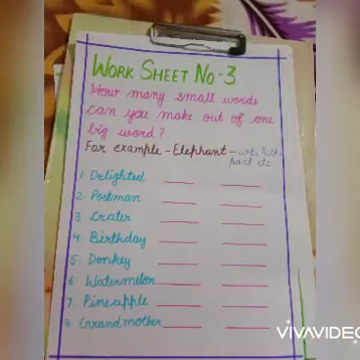 WORK SHEET NO-3
How many small words
can you make out of one
big word?
For example - Elephant - ant, Path,
pant etc
1. Delighted
2. Postman
3. Crater
4. Birthday
5. Donkey
6. Watermelon
7. Pineapple
8. Grandmother
VIVAVIDEO